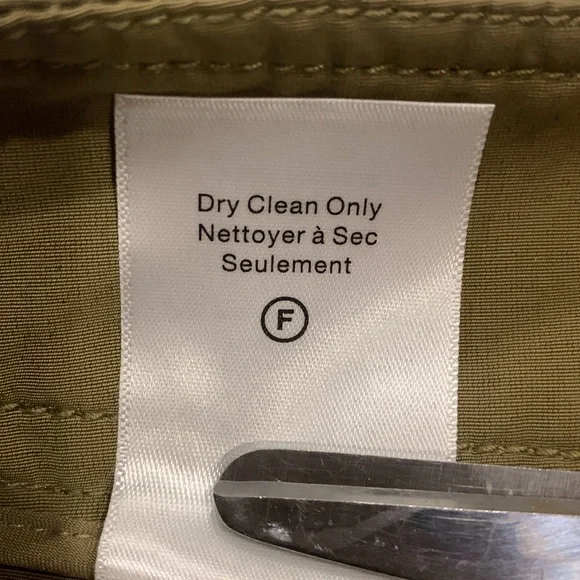 Dry Clean Only
Nettoyer à Sec
Seulement
F